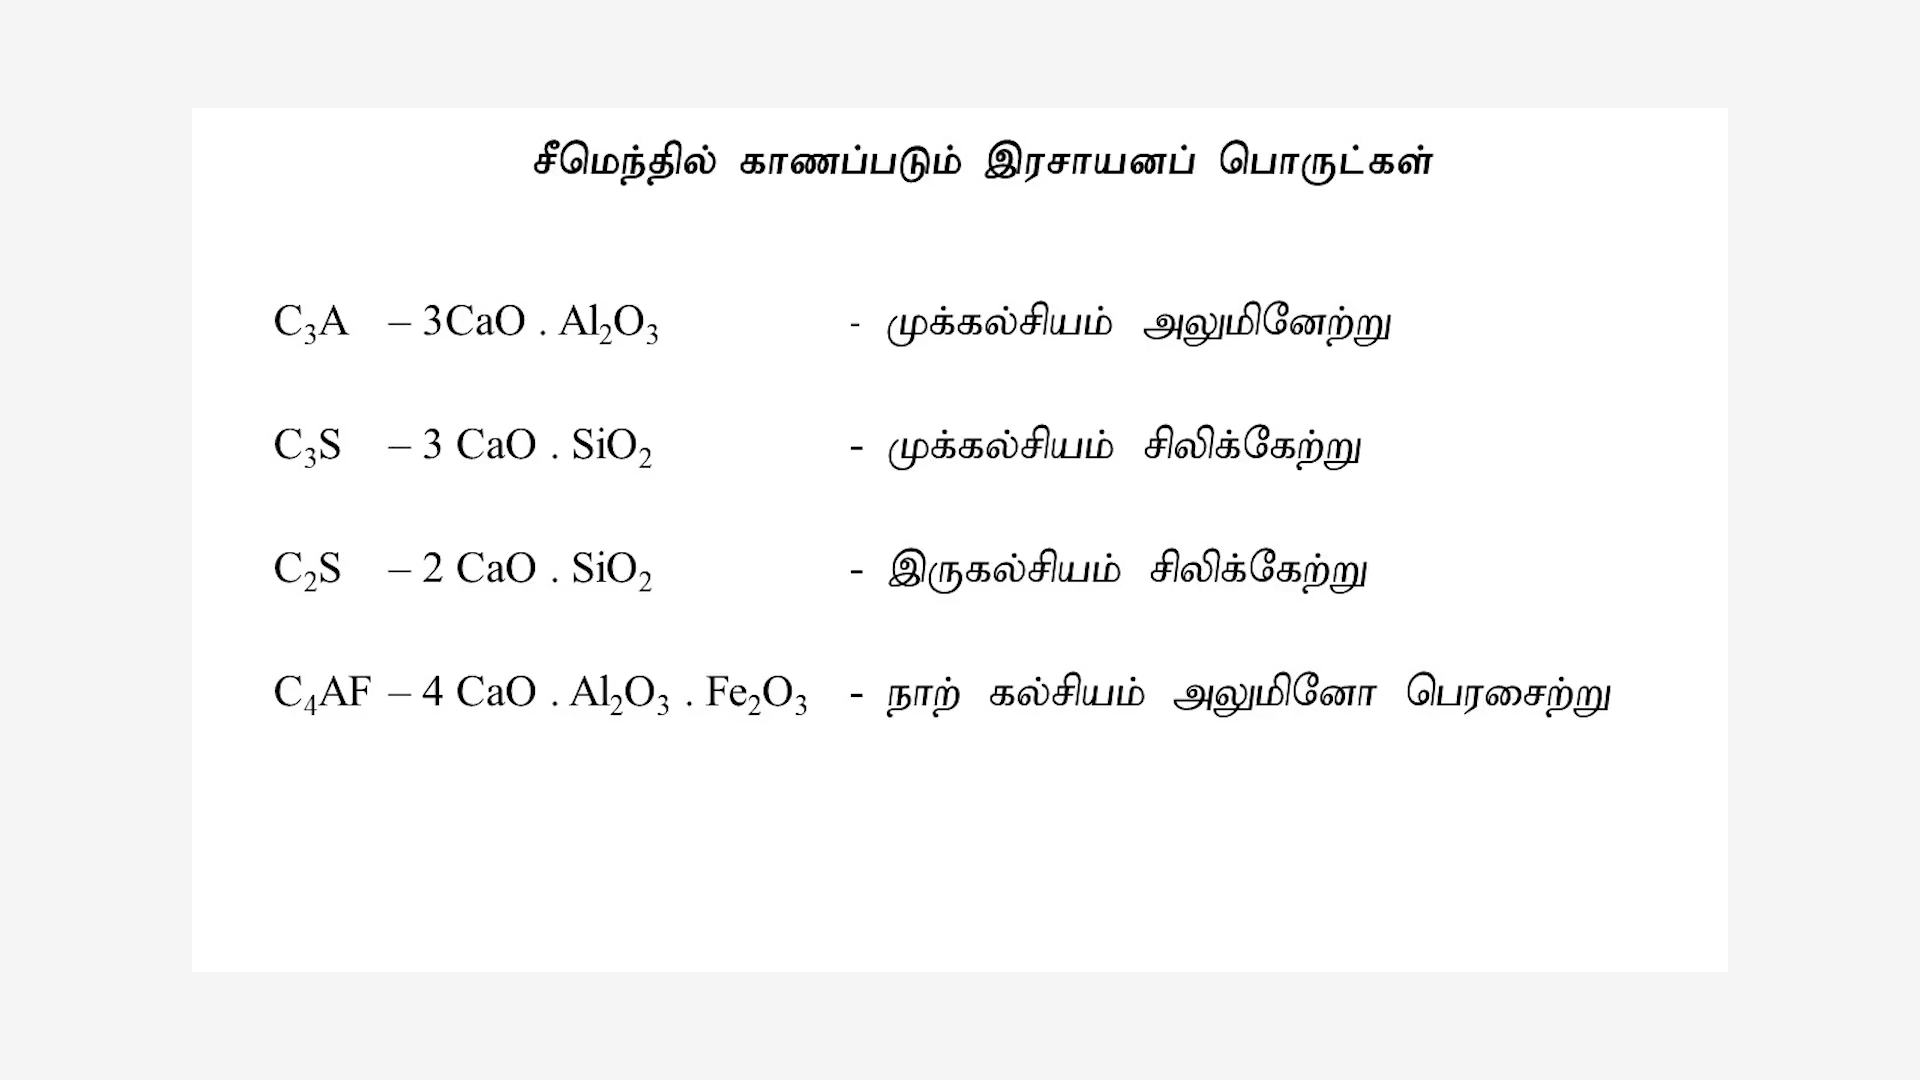 சீமெந்தில் காணப்படும் இரசாயனப் பொருட்கள்
C₃A – 3CaO . Al₂O₃ - முக்கல்சியம் அலுமினேற்று
C₃S – 3 CaO . SiO₂ - முக்கல்சியம் சிலிக்கேற்று
C₂S – 2 CaO . SiO₂ - இருகல்சியம் சிலிக்கேற்று
C₄AF – 4 CaO . Al₂O₃ . Fe₂O₃ - நாற் கல்சியம் அலுமினோ பெரசைற்று